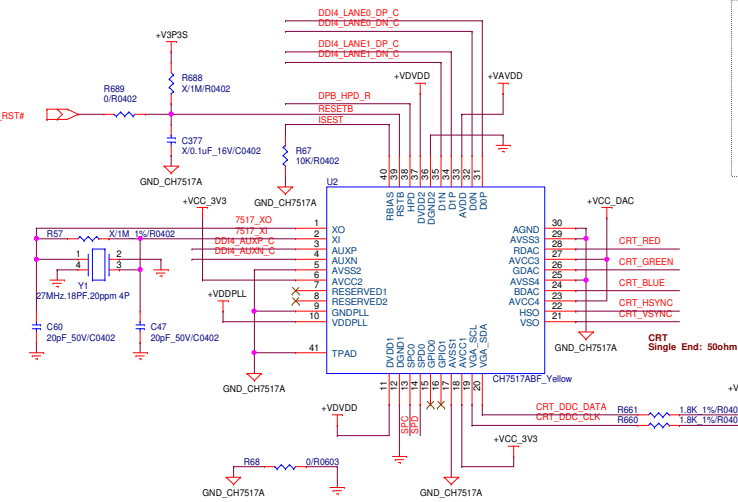 DDI4_LANE0_DP_C
DDI4_LANE0_DN_C
+V3P3S
DDI4_LANE1_DP_C
DDI4_LANE1_DN_C
R688
X/1M/R0402
+VDVDD
+VAVDD
R689
0/R0402
DPB_HPD_R
RESETB
ISEST
_RST#
C377
X/0.1uF_16V/C0402
R67
10K/R0402
GND_CH7517A
GND_CH7517A
U2
40 39 38 37 36 35 34 33 32 31
RBIAS RSTB HPD DVDD2 DGND2 D1N D1P AVDD D0N D0P
+VCC_3V3
+VCC_DAC
7517_XO 1 XO
7517_XI 2 XI
DDI4_AUXP_C 3 AUXP
DDI4_AUXN_C 4 AUXN
5 AVSS2
6 AVCC2
7 RESERVED1
8 RESERVED2
9 GNDPLL
10 VDDPLL
41 TPAD
AGND 30
AVSS3 29
RDAC 28 CRT_RED
AVCC3 27
GDAC 26 CRT_GREEN
AVSS4 25
BDAC 24 CRT_BLUE
AVCC4 23
HSO 22 CRT_HSYNC
VSO 21 CRT_VSYNC
R57
X/1M_1%/R0402
1 2
4 3
Y1
27MHz.18PF.20ppm 4P
+VDDPLL
C60
20pF_50V/C0402
C47
20pF_50V/C0402
GND_CH7517A
GND_CH7517A
CRT
Single End: 50ohm
DVDD1 DGND1 SPC0 SPD0 GPIO0 GPIO1 AVSS1 AVCC1 VGA_SCL VGA_SDA
CH7517ABF_Yellow
11 12 13 14 15 16 17 18 19 20
+V
+VDVDD
SPC
SPD
CRT_DDC_DATA
CRT_DDC_CLK
R661
1.8K_1%/R040
R660
1.8K_1%/R040
+VCC_3V3
R68
0/R0603
GND_CH7517A
GND_CH7517A